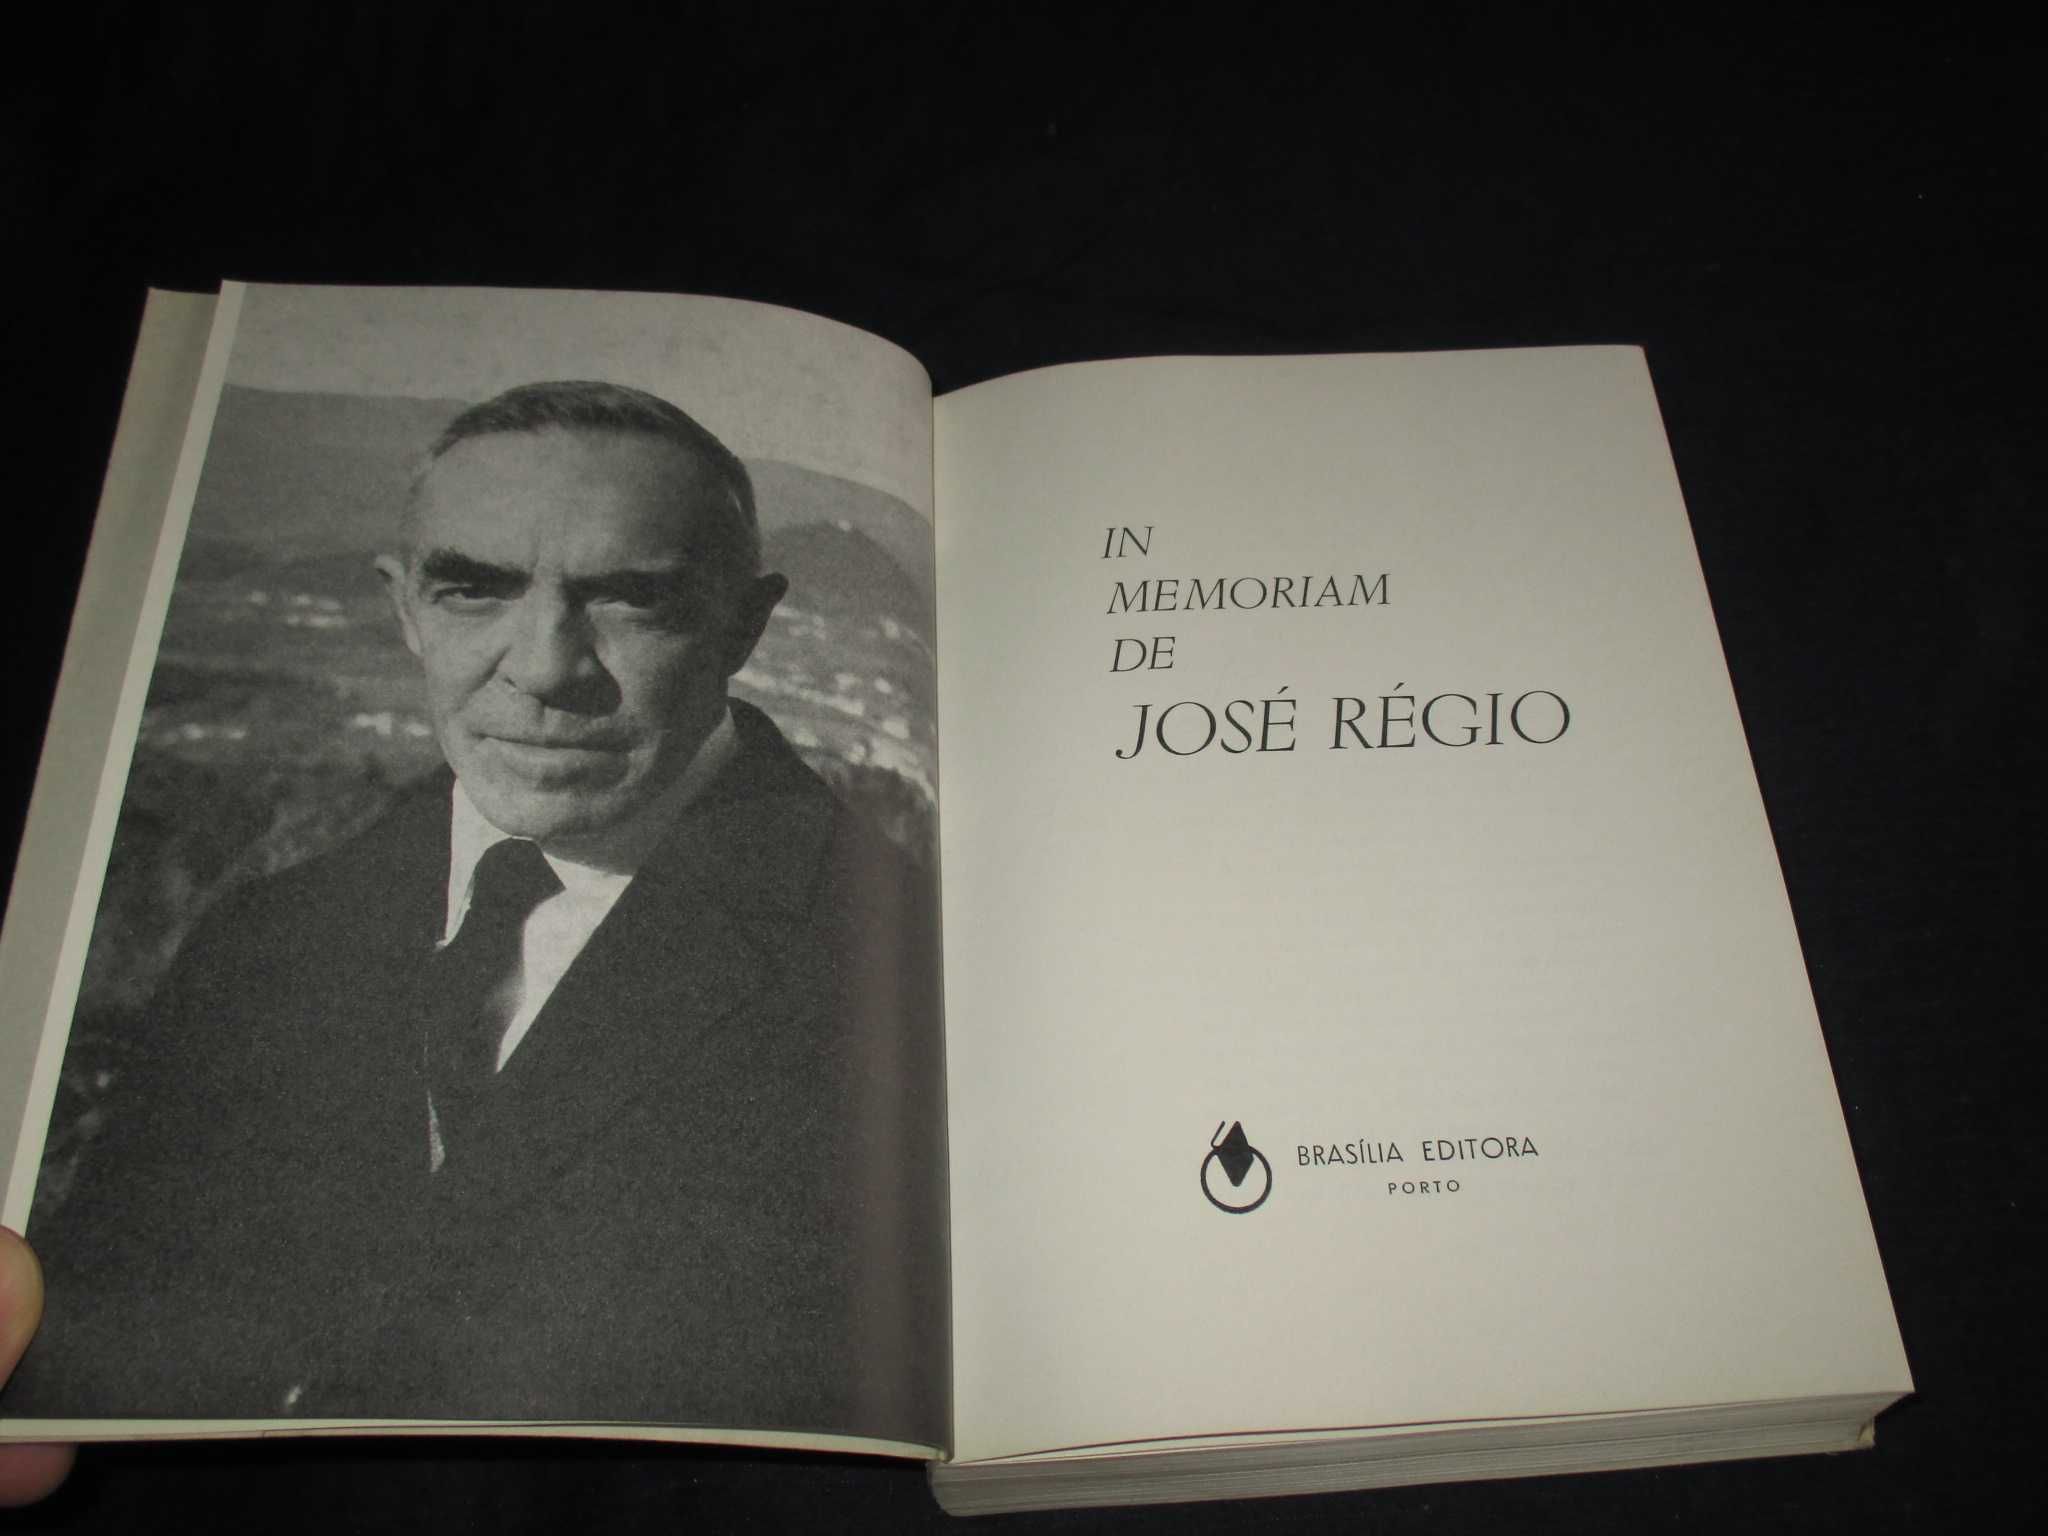 IN
MEMORIAM
DE
JOSÉ RÉGIO
BRASÍLIA EDITORA
PORTO